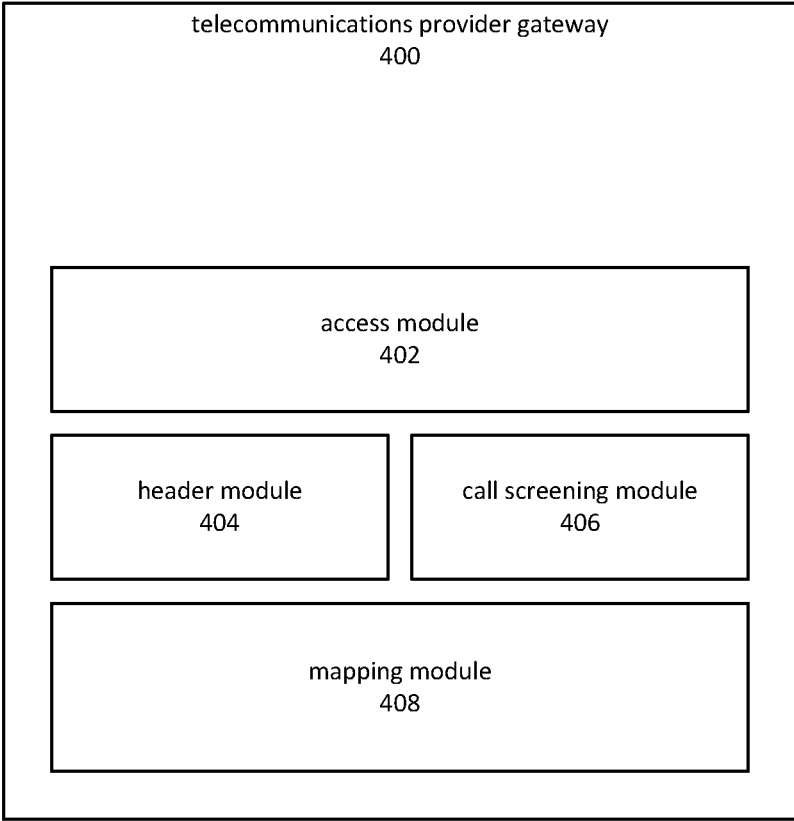 telecommunications provider gateway
400
access module
402
header module
404
call screening module
406
mapping module
408